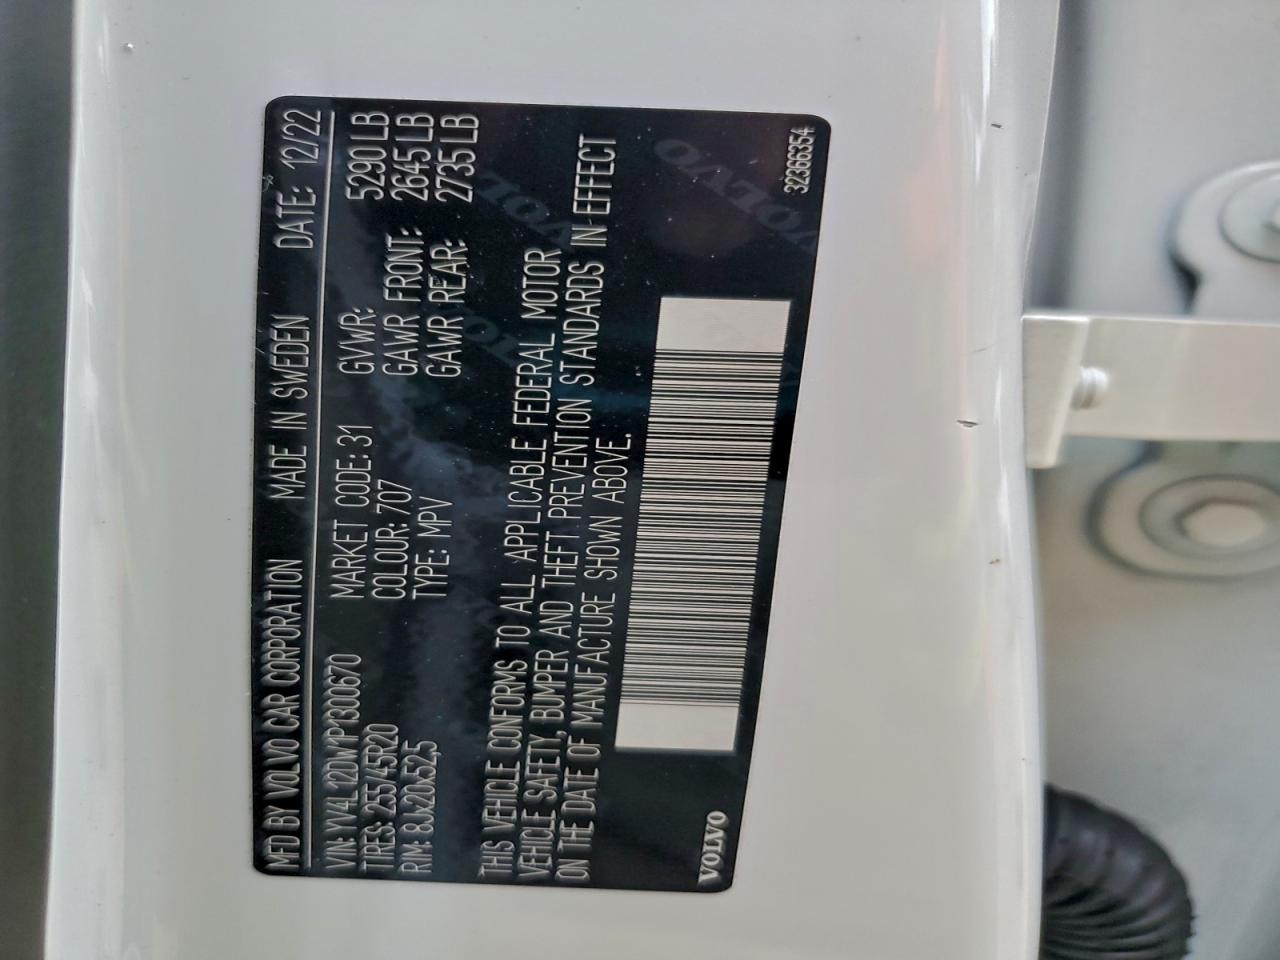 MFD BY VOLVO CAR CORPORATION MADE IN SWEDEN DATE: 12/22
VIN: YV4L12DW1P1300670 MARKET CODE: 31 GVWR: 5290 LB
TIRES: 255/45R20 COLOUR: 707 GAWR FRONT: 2645 LB
RIM: 8JX20X52,5 TYPE: MPV GAWR REAR: 2735 LB
THIS VEHICLE CONFORMS TO ALL APPLICABLE FEDERAL MOTOR
VEHICLE SAFETY, BUMPER AND THEFT PREVENTION STANDARDS IN EFFECT
ON THE DATE OF MANUFACTURE SHOWN ABOVE.
VOLVO 32366354